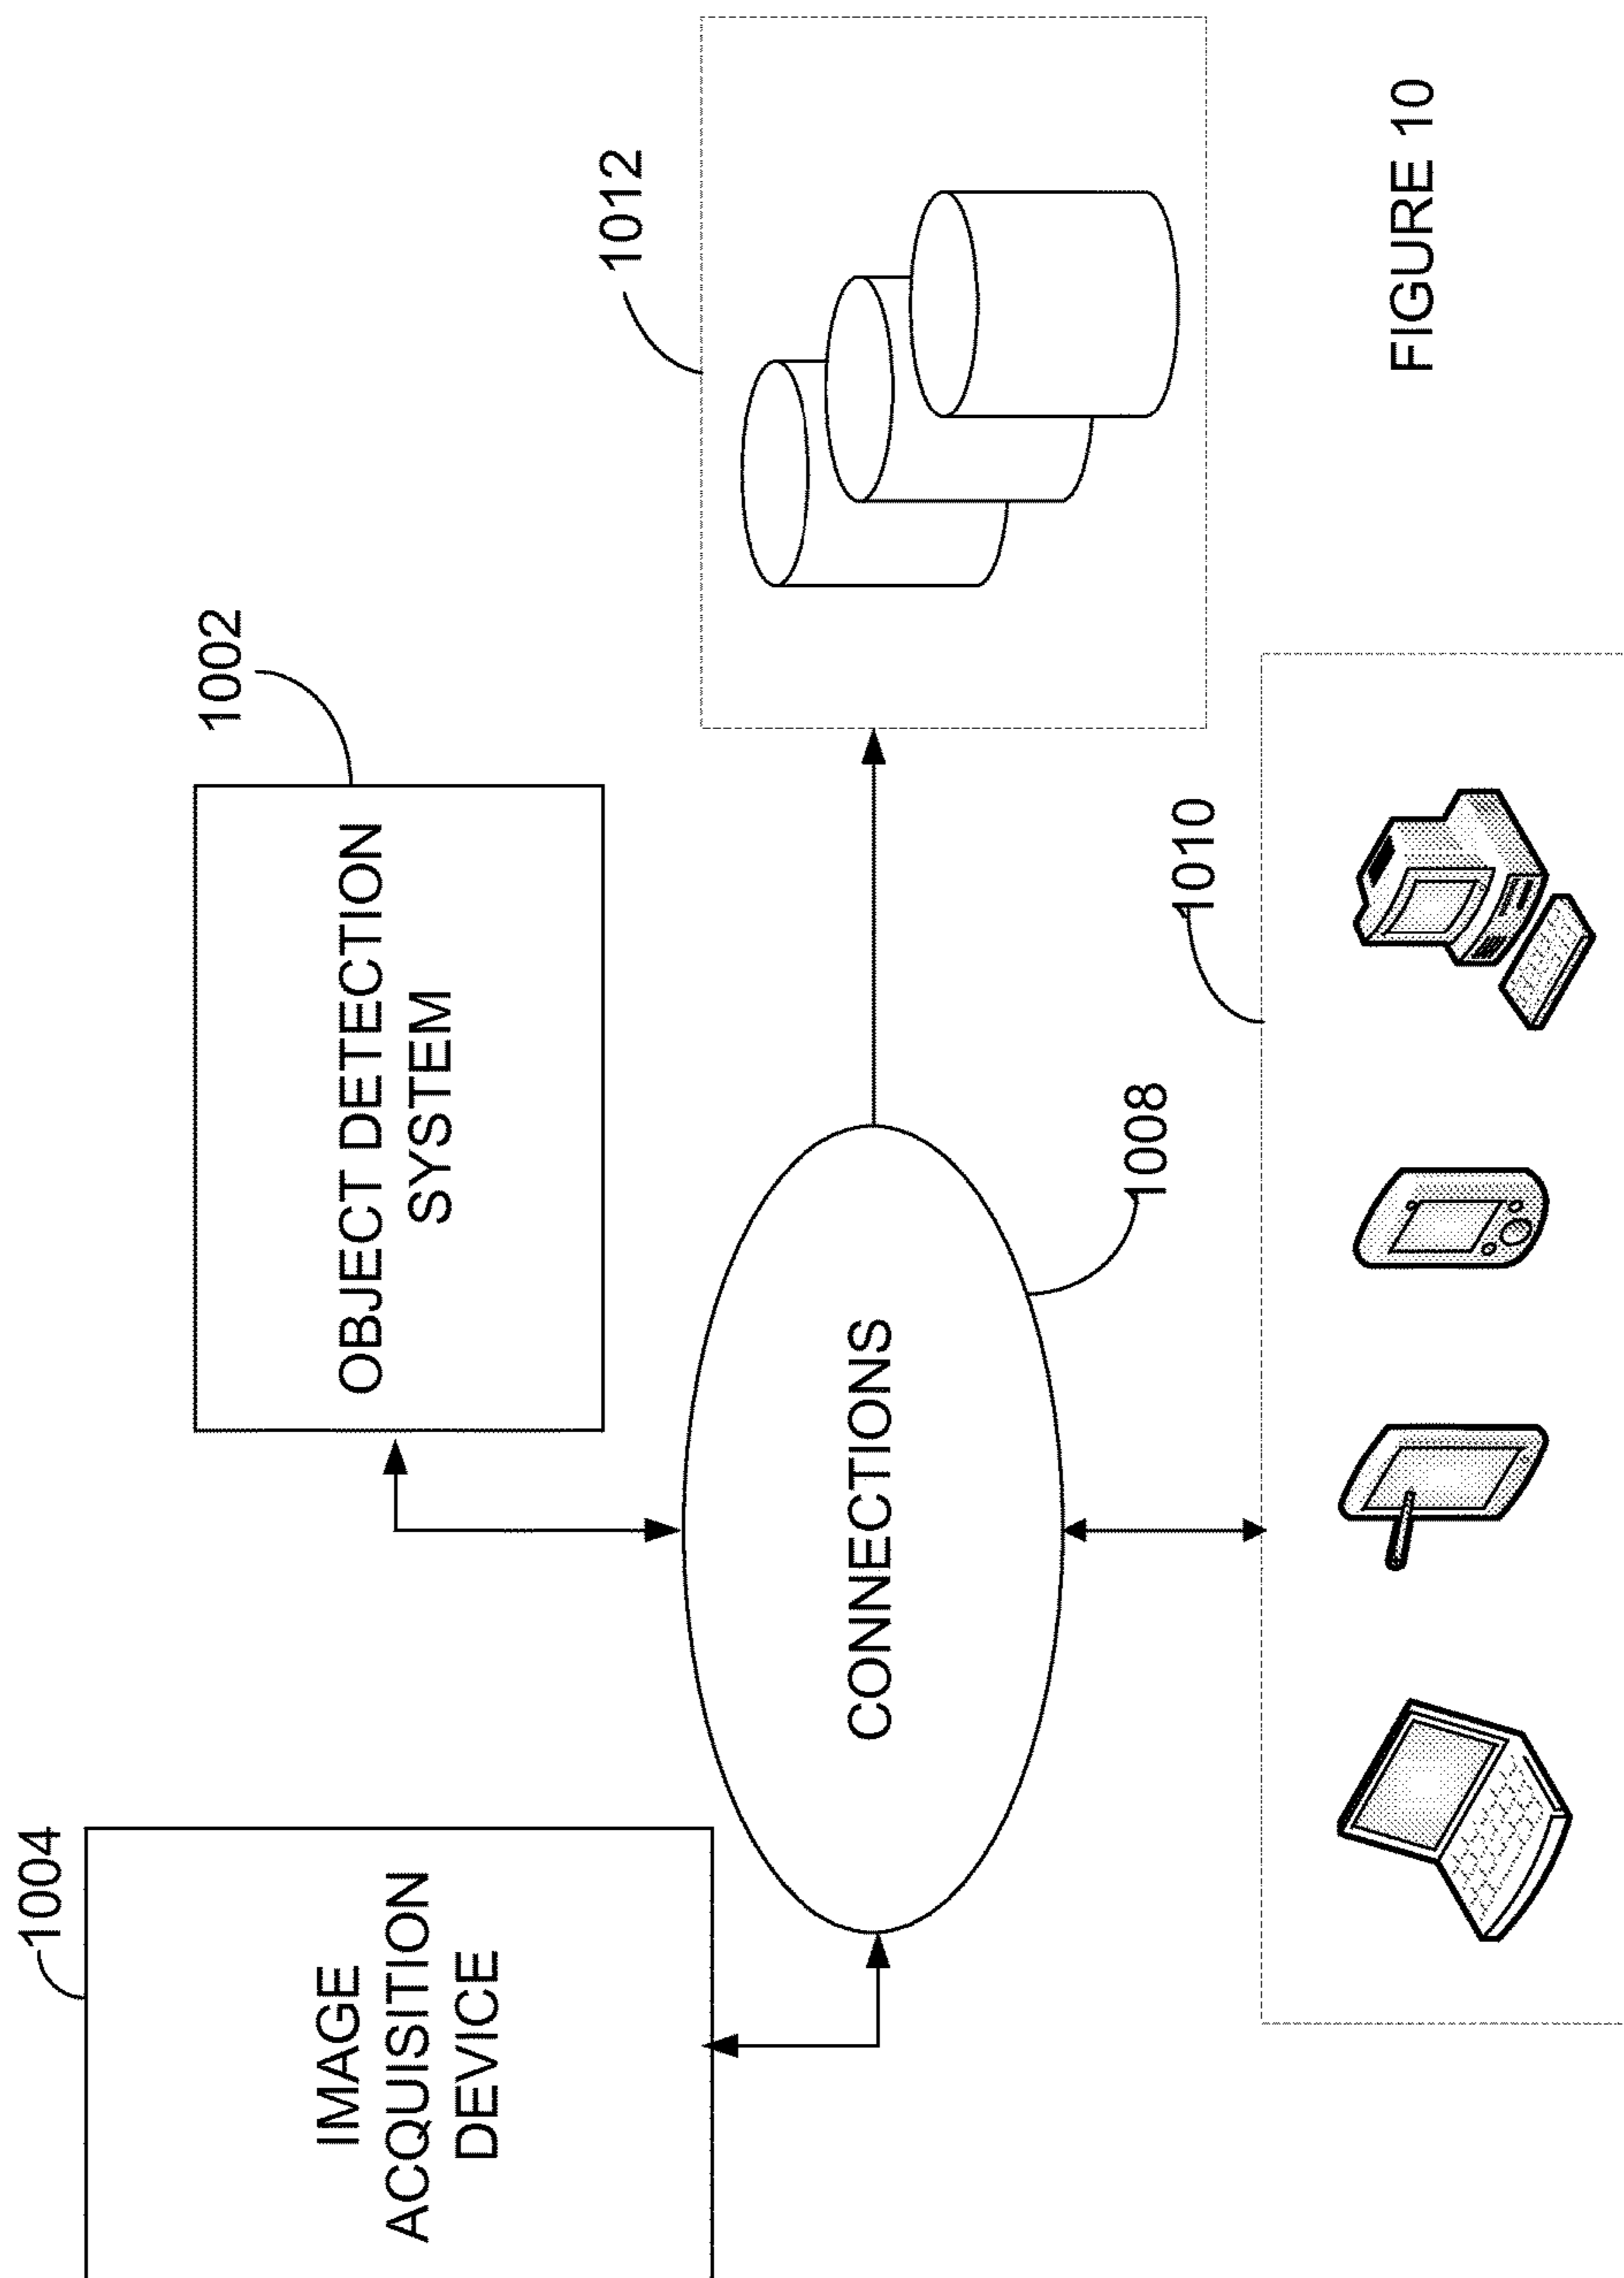 1004
IMAGE
ACQUISITION
DEVICE
1002
OBJECT DETECTION
SYSTEM
1012
CONNECTIONS
1008
1010
FIGURE 10